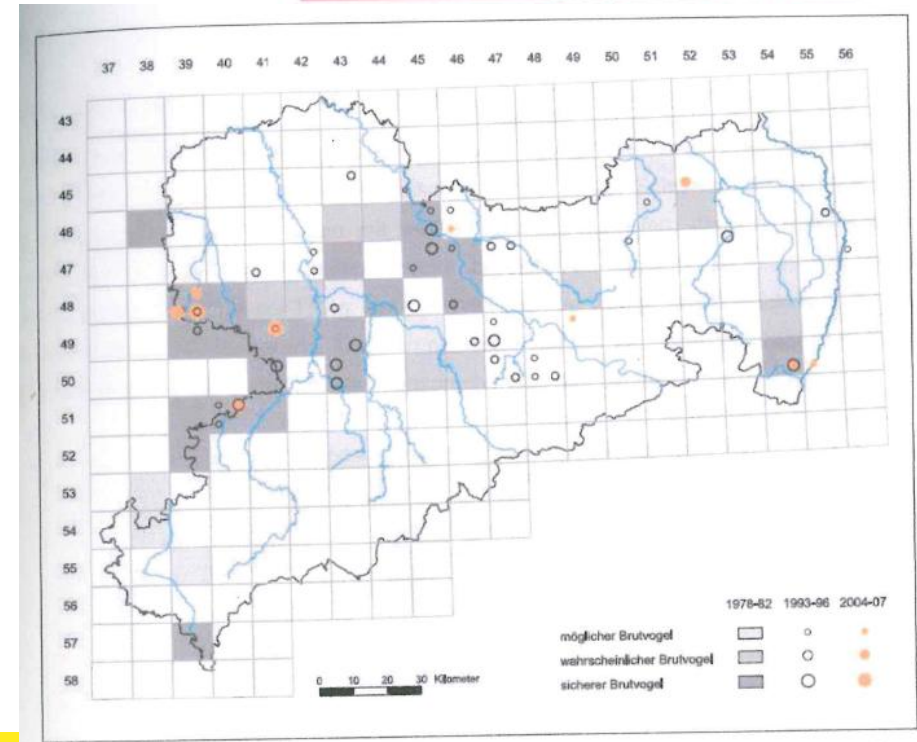 37 38 39 40 41 42 43 44 45 46 47 48 49 50 51 52 53 54 55 56
43
44
45
46
47
48
49
50
51
52
53
54
55
56
57
58
1978-82 1993-96 2004-07
möglicher Brutvogel
wahrscheinlicher Brutvogel
sicherer Brutvogel
0 10 20 30 Kilometer